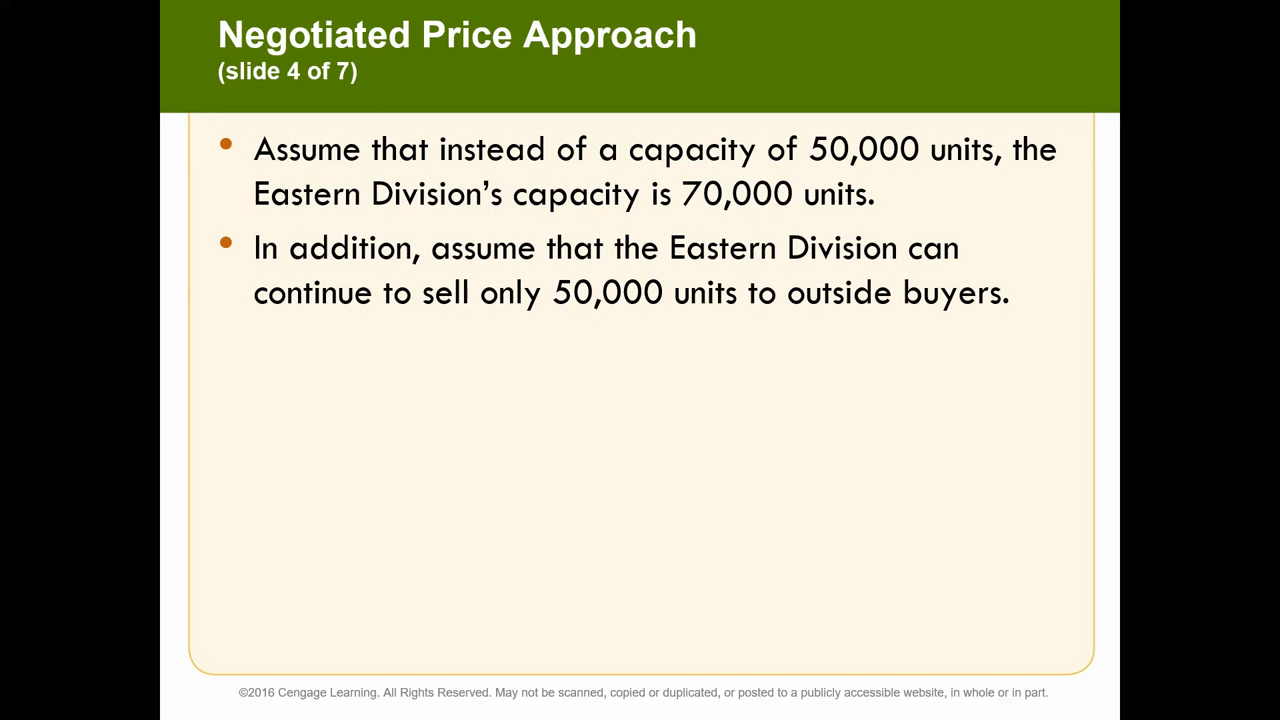 Negotiated Price Approach
(slide 4 of 7)
• Assume that instead of a capacity of 50,000 units, the
Eastern Division’s capacity is 70,000 units.
• In addition, assume that the Eastern Division can
continue to sell only 50,000 units to outside buyers.
©2016 Cengage Learning. All Rights Reserved. May not be scanned, copied or duplicated, or posted to a publicly accessible website, in whole or in part.